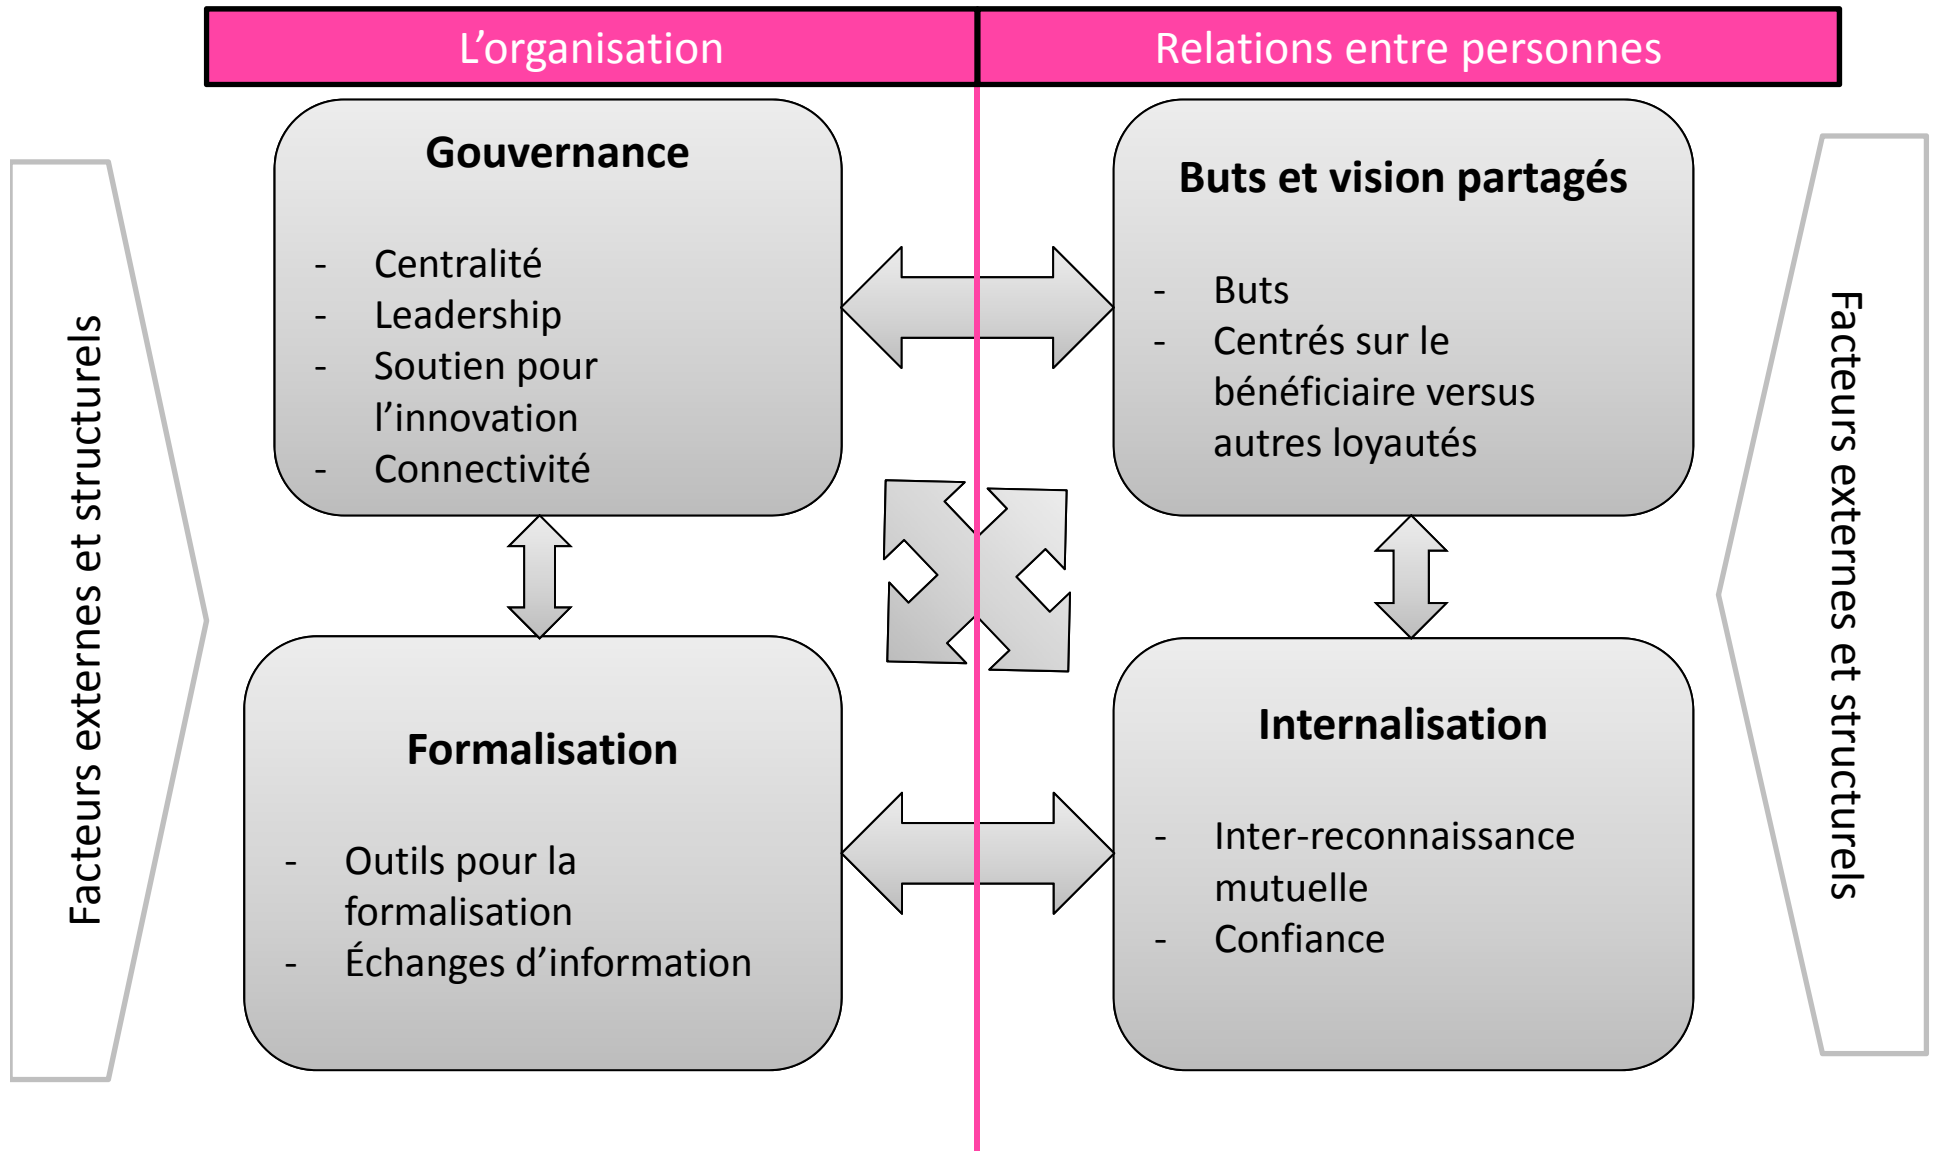 L’organisation
Relations entre personnes
Facteurs externes et structurels
Gouvernance
- Centralité
- Leadership
- Soutien pour
l’innovation
- Connectivité
Buts et vision partagés
- Buts
- Centrés sur le
bénéficiaire versus
autres loyautés
Formalisation
- Outils pour la
formalisation
- Échanges d’information
Internalisation
- Inter-reconnaissance
mutuelle
- Confiance
Facteurs externes et structurels